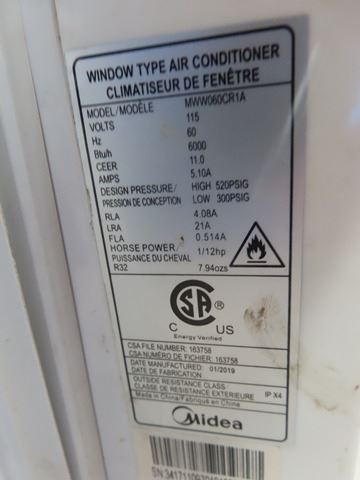 WINDOW TYPE AIR CONDITIONER
CLIMATISEUR DE FENÊTRE
MODEL/MODÈLE MWW060CR1A
VOLTS 115
Hz 60
Btu/h 6000
CEER 11.0
AMPS 5.10A
DESIGN PRESSURE/ HIGH 520PSIG
PRESSION DE CONCEPTION LOW 300PSIG
RLA 4.08A
LRA 21A
FLA 0.514A
HORSE POWER/ 1/12hp
PUISSANCE DU CHEVAL
R32 7.94ozs
CSA
C US
Energy Verified
CSA FILE NUMBER: 163758
CSA NUMÉRO DE FICHIER: 163758
DATE OF MANUFACTURED: 01/2019
DATE DE FABRICATION
OUTSIDE RESISTANCE CLASS/ IP X4
CLASSE DE RESISTANCE EXTERIEURE
Made in China/Fabriqué en Chine
Midea